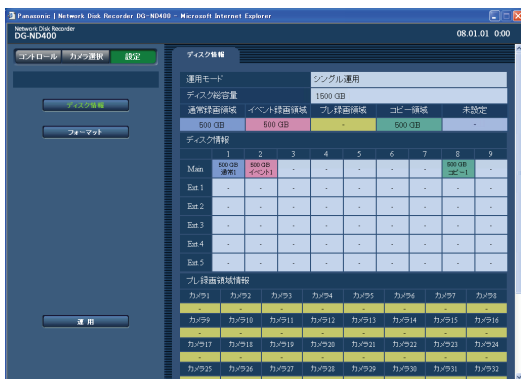 Panasonic | Network Disk Recorder DG-ND400 - Microsoft Internet Explorer
Network Disk Recorder
DG-ND400
08.01.01 0:00
コントロール カメラ選択 設定
ディスク情報
フォーマット
運用
ディスク情報
運用モード シングル運用
ディスク総容量 1500 GB
通常録画領域 イベント録画領域 プレ録画領域 コピー領域 未設定
500 GB 500 GB - 500 GB -
ディスク情報
1 2 3 4 5 6 7 8 9
Main 500 GB 500 GB - - - - - 500 GB -
通常1 イベント1 コピー1
Ext.1 - - - - - - - - -
Ext.2 - - - - - - - - -
Ext.3 - - - - - - - - -
Ext.4 - - - - - - - - -
Ext.5 - - - - - - - - -
プレ録画領域情報
カメラ1 カメラ2 カメラ3 カメラ4 カメラ5 カメラ6 カメラ7 カメラ8
- - - - - - - -
カメラ9 カメラ10 カメラ11 カメラ12 カメラ13 カメラ14 カメラ15 カメラ16
- - - - - - - -
カメラ17 カメラ18 カメラ19 カメラ20 カメラ21 カメラ22 カメラ23 カメラ24
- - - - - - - -
カメラ25 カメラ26 カメラ27 カメラ28 カメラ29 カメラ30 カメラ31 カメラ32